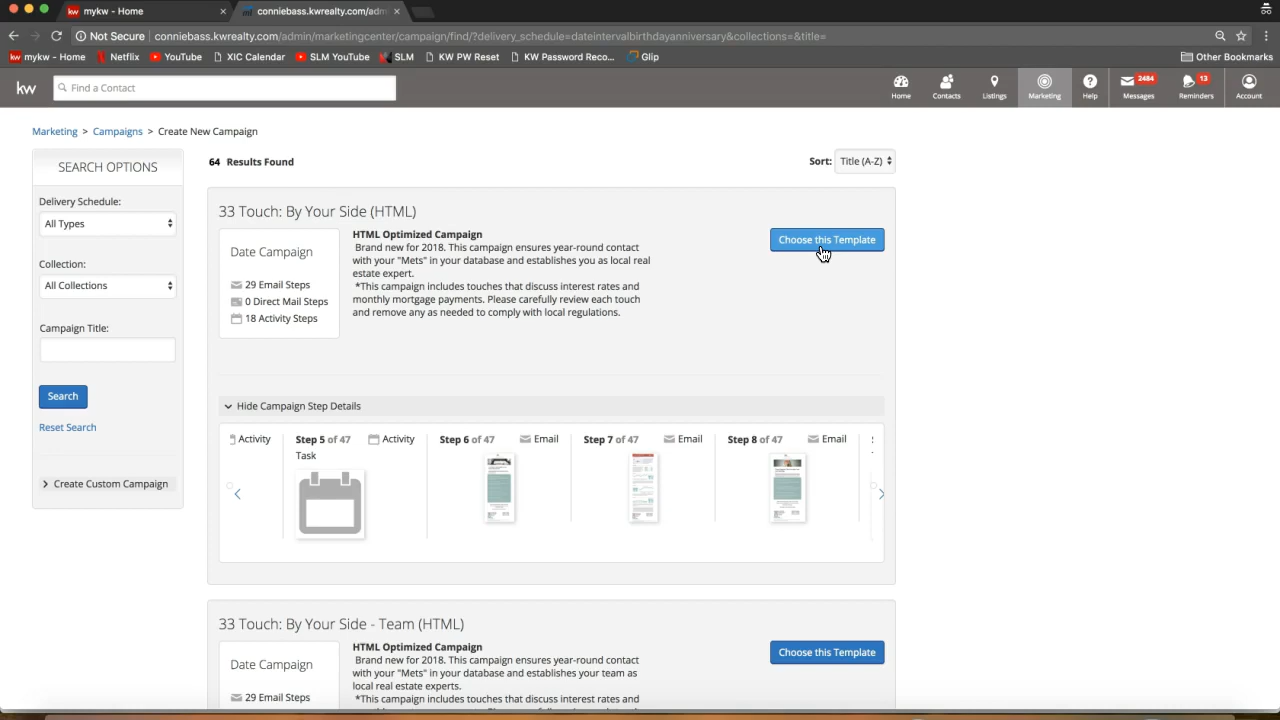 kw mykw - Home ×
conniebass.kwrealty.com/adm ×
Not Secure conniebass.kwrealty.com/admin/marketingcenter/campaign/find/?delivery_schedule=dateintervalbirthdayanniversary&collections=&title=
kw mykw - Home Netflix YouTube XIC Calendar SLM YouTube SLM KW PW Reset KW Password Reco... Glip Other Bookmarks
kw Find a Contact
Home Contacts Listings Marketing Help Messages 2484 Reminders 13 Account
Marketing > Campaigns > Create New Campaign
SEARCH OPTIONS
Delivery Schedule:
All Types
Collection:
All Collections
Campaign Title:
Search
Reset Search
Create Custom Campaign
64 Results Found
Sort: Title (A-Z)
33 Touch: By Your Side (HTML)
Date Campaign
29 Email Steps
0 Direct Mail Steps
18 Activity Steps
HTML Optimized Campaign
Brand new for 2018. This campaign ensures year-round contact
with your "Mets" in your database and establishes you as local real
estate expert.
*This campaign includes touches that discuss interest rates and
monthly mortgage payments. Please carefully review each touch
and remove any as needed to comply with local regulations.
Choose this Template
Hide Campaign Step Details
Activity
Step 5 of 47 Activity
Task
Step 6 of 47 Email
Step 7 of 47 Email
Step 8 of 47 Email
33 Touch: By Your Side - Team (HTML)
Date Campaign
29 Email Steps
HTML Optimized Campaign
Brand new for 2018. This campaign ensures year-round contact
with your "Mets" in your database and establishes your team as
local real estate experts.
*This campaign includes touches that discuss interest rates and
Choose this Template